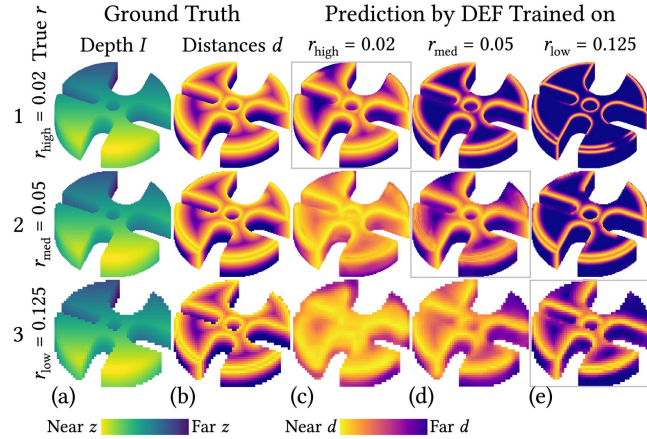 Ground Truth
Prediction by DEF Trained on
True r
Depth I
Distances d
r_high = 0.02
r_med = 0.05
r_low = 0.125
1
r_high = 0.02
2
r_med = 0.05
3
r_low = 0.125
(a)
(b)
(c)
(d)
(e)
Near z
Far z
Near d
Far d